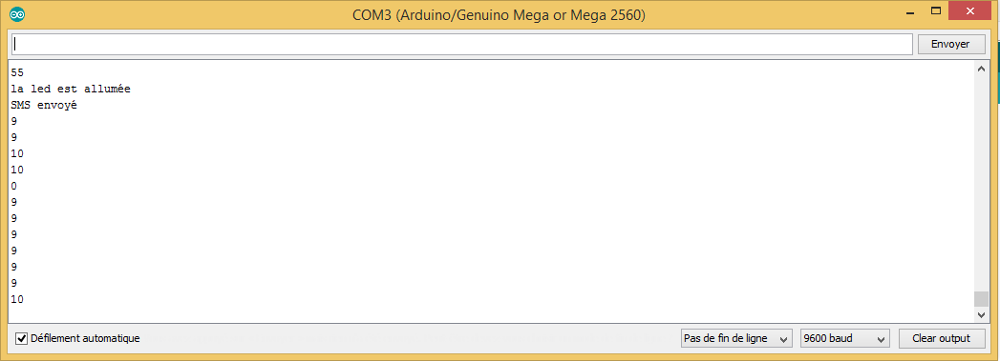 COM3 (Arduino/Genuino Mega or Mega 2560)
Envoyer
55
la led est allumée
SMS envoyé
9
9
10
10
0
9
9
9
9
9
9
10
Défilement automatique
Pas de fin de ligne
9600 baud
Clear output